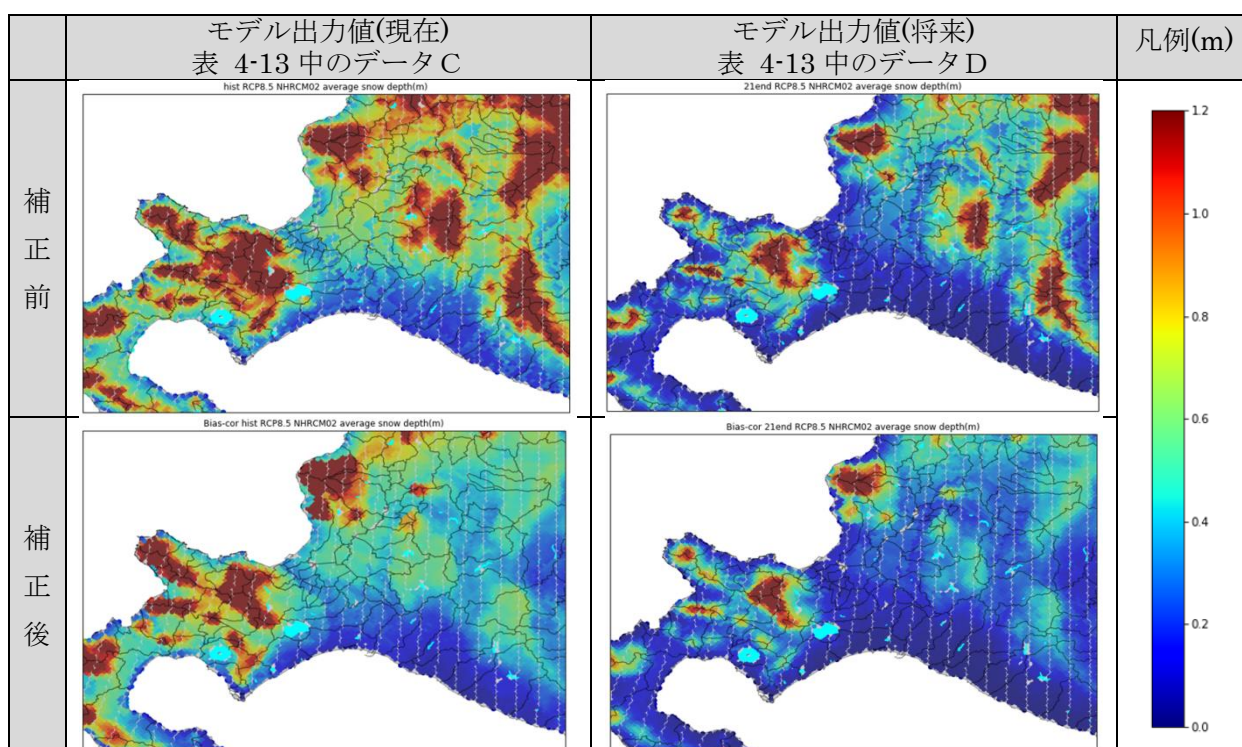 モデル出力値(現在)
表 4-13 中のデータC
モデル出力値(将来)
表 4-13 中のデータD
凡例(m)
補正前
hist RCP8.5 NHRCM02 average snow depth(m)
21end RCP8.5 NHRCM02 average snow depth(m)
補正後
Bias-cor hist RCP8.5 NHRCM02 average snow depth(m)
Bias-cor 21end RCP8.5 NHRCM02 average snow depth(m)
1.2
1.0
0.8
0.6
0.4
0.2
0.0